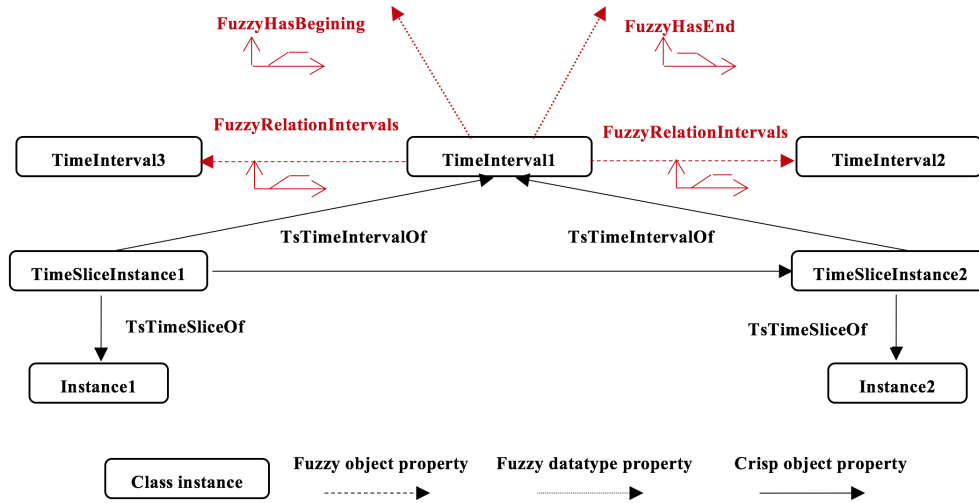 FuzzyHasBegining
FuzzyHasEnd
FuzzyRelationIntervals
FuzzyRelationIntervals
TimeInterval3
TimeInterval1
TimeInterval2
TsTimeIntervalOf
TsTimeIntervalOf
TimeSliceInstance1
TimeSliceInstance2
TsTimeSliceOf
TsTimeSliceOf
Instance1
Instance2
Class instance
Fuzzy object property
Fuzzy datatype property
Crisp object property